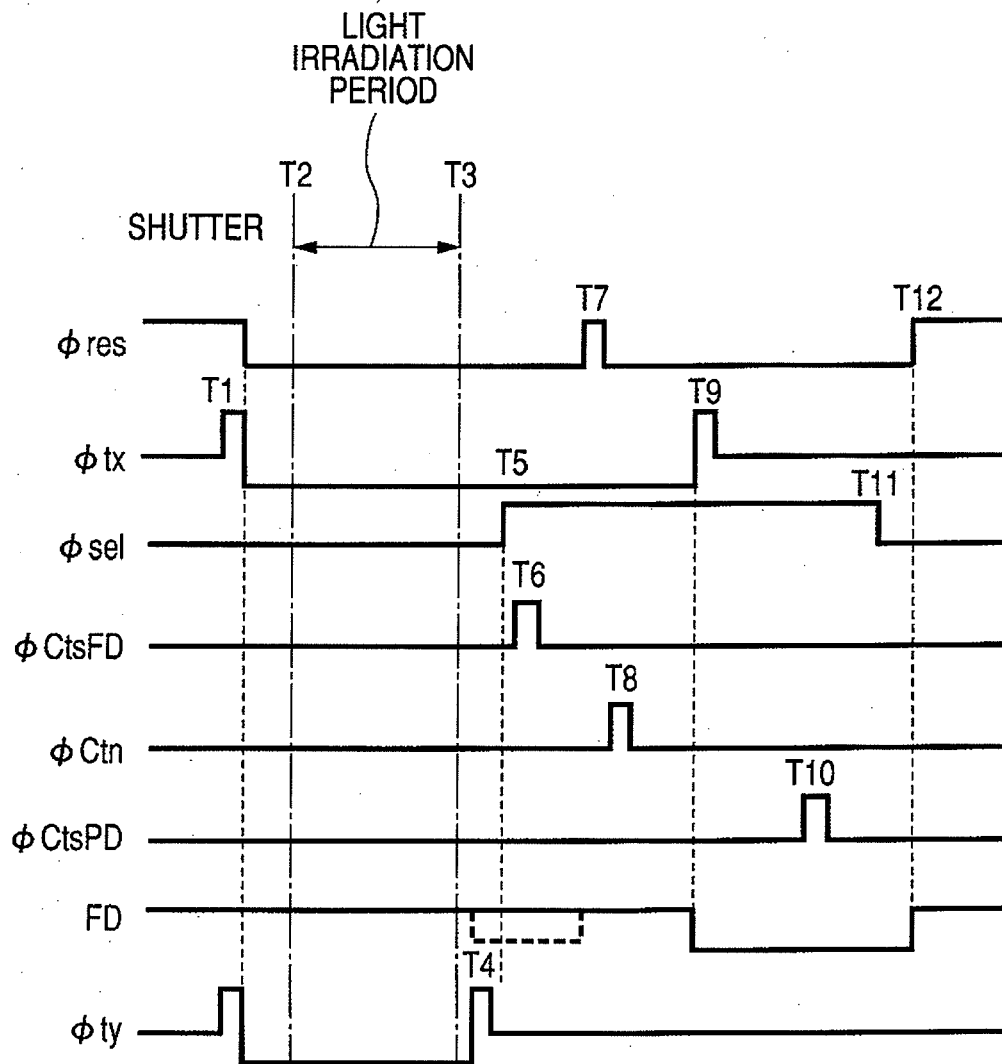 LIGHT
IRRADIATION
PERIOD
T2 T3
SHUTTER
T7 T12
ϕ res
T1 T9
ϕ tx
T5 T11
ϕ sel
T6
ϕ CtsFD
T8
ϕ Ctn
T10
ϕ CtsPD
FD
T4
ϕ ty